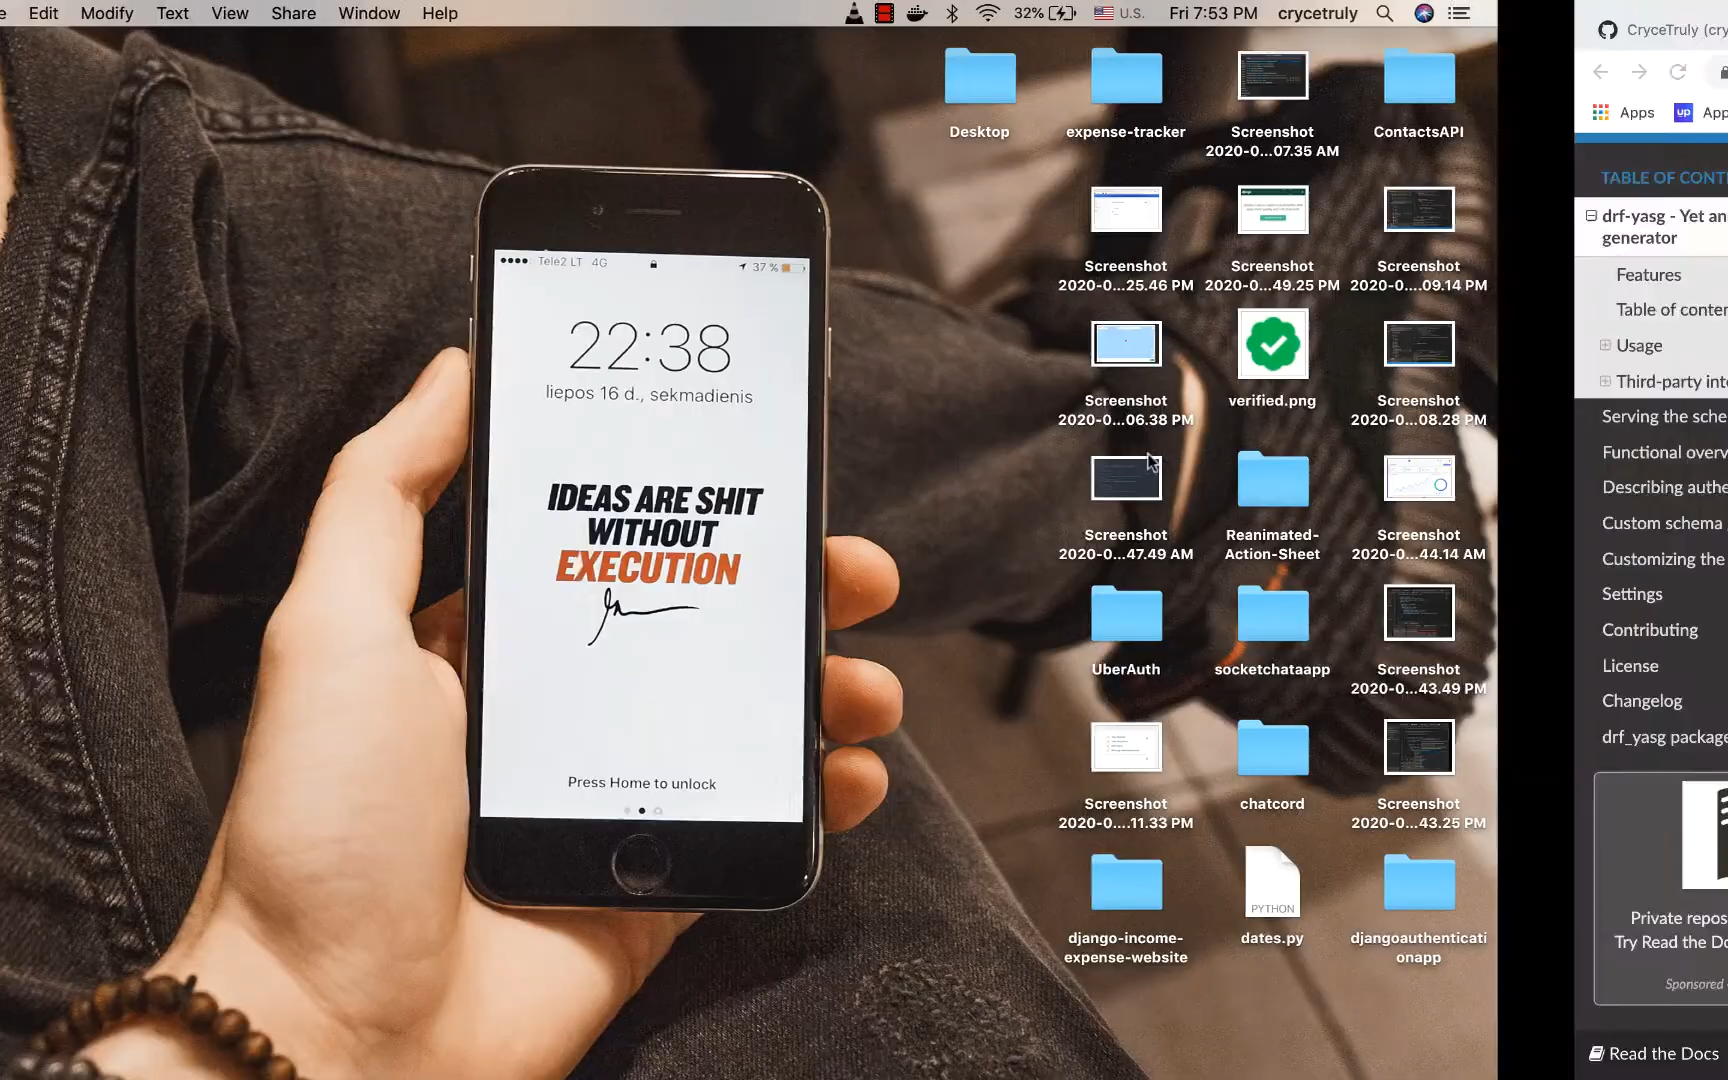 Edit Modify Text View Share Window Help
32% U.S. Fri 7:53 PM crycetruly
Desktop
expense-tracker
Screenshot
2020-0...07.35 AM
ContactsAPI
Screenshot
2020-0...25.46 PM
Screenshot
2020-0...49.25 PM
Screenshot
2020-0....09.14 PM
Screenshot
2020-0...06.38 PM
verified.png
Screenshot
2020-0...08.28 PM
Screenshot
2020-0...47.49 AM
Reanimated-
Action-Sheet
Screenshot
2020-0...44.14 AM
UberAuth
socketchataapp
Screenshot
2020-0...43.49 PM
Screenshot
2020-0....11.33 PM
chatcord
Screenshot
2020-0...43.25 PM
django-income-
expense-website
PYTHON
dates.py
djangoauthenticati
onapp
Tele2 LT 4G
37 %
22:38
liepos 16 d., sekmadienis
IDEAS ARE SHIT
WITHOUT
EXECUTION
Press Home to unlock
CryceTruly (cry
Apps
up
App
TABLE OF CONT
drf-yasg - Yet an
generator
Features
Table of conter
Usage
Third-party inte
Serving the sche
Functional overv
Describing authe
Custom schema
Customizing the
Settings
Contributing
License
Changelog
drf_yasg package
Private repos
Try Read the Do
Sponsored
Read the Docs